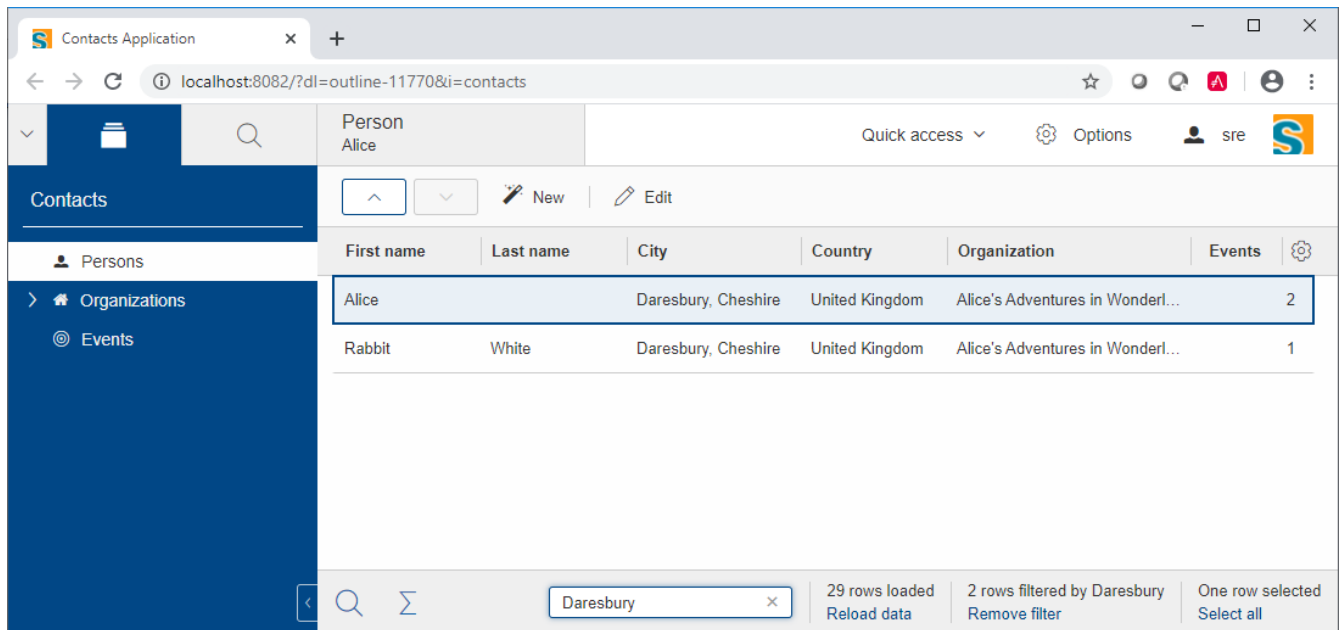 Contacts Application
localhost:8082/?dl=outline-11770&i=contacts
Person
Alice
Quick access
Options
sre
Contacts
New
Edit
First name Last name City Country Organization Events
Persons
Organizations
Events
Alice Daresbury, Cheshire United Kingdom Alice's Adventures in Wonderl... 2
Rabbit White Daresbury, Cheshire United Kingdom Alice's Adventures in Wonderl... 1
Daresbury
29 rows loaded
Reload data
2 rows filtered by Daresbury
Remove filter
One row selected
Select all